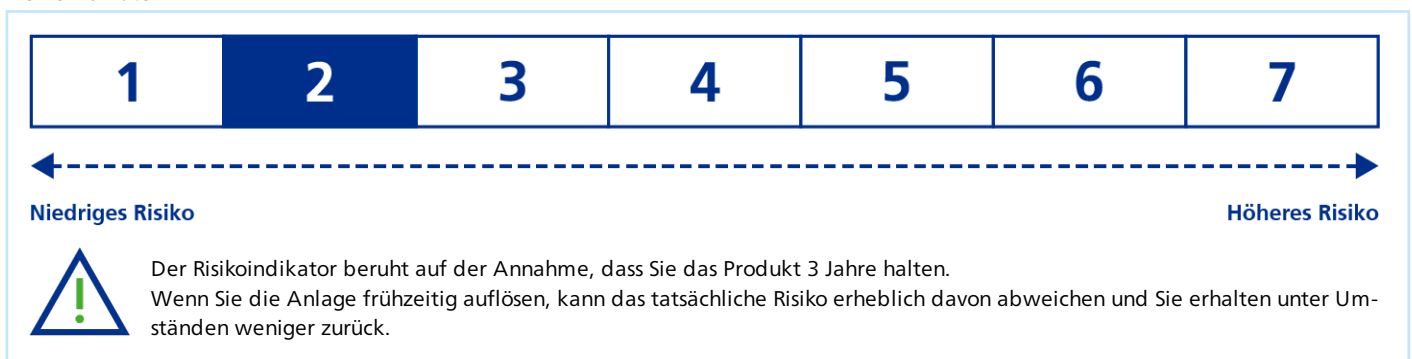 1 2 3 4 5 6 7
Niedriges Risiko Höheres Risiko
Der Risikoindikator beruht auf der Annahme, dass Sie das Produkt 3 Jahre halten.
Wenn Sie die Anlage frühzeitig auflösen, kann das tatsächliche Risiko erheblich davon abweichen und Sie erhalten unter Um-
ständen weniger zurück.